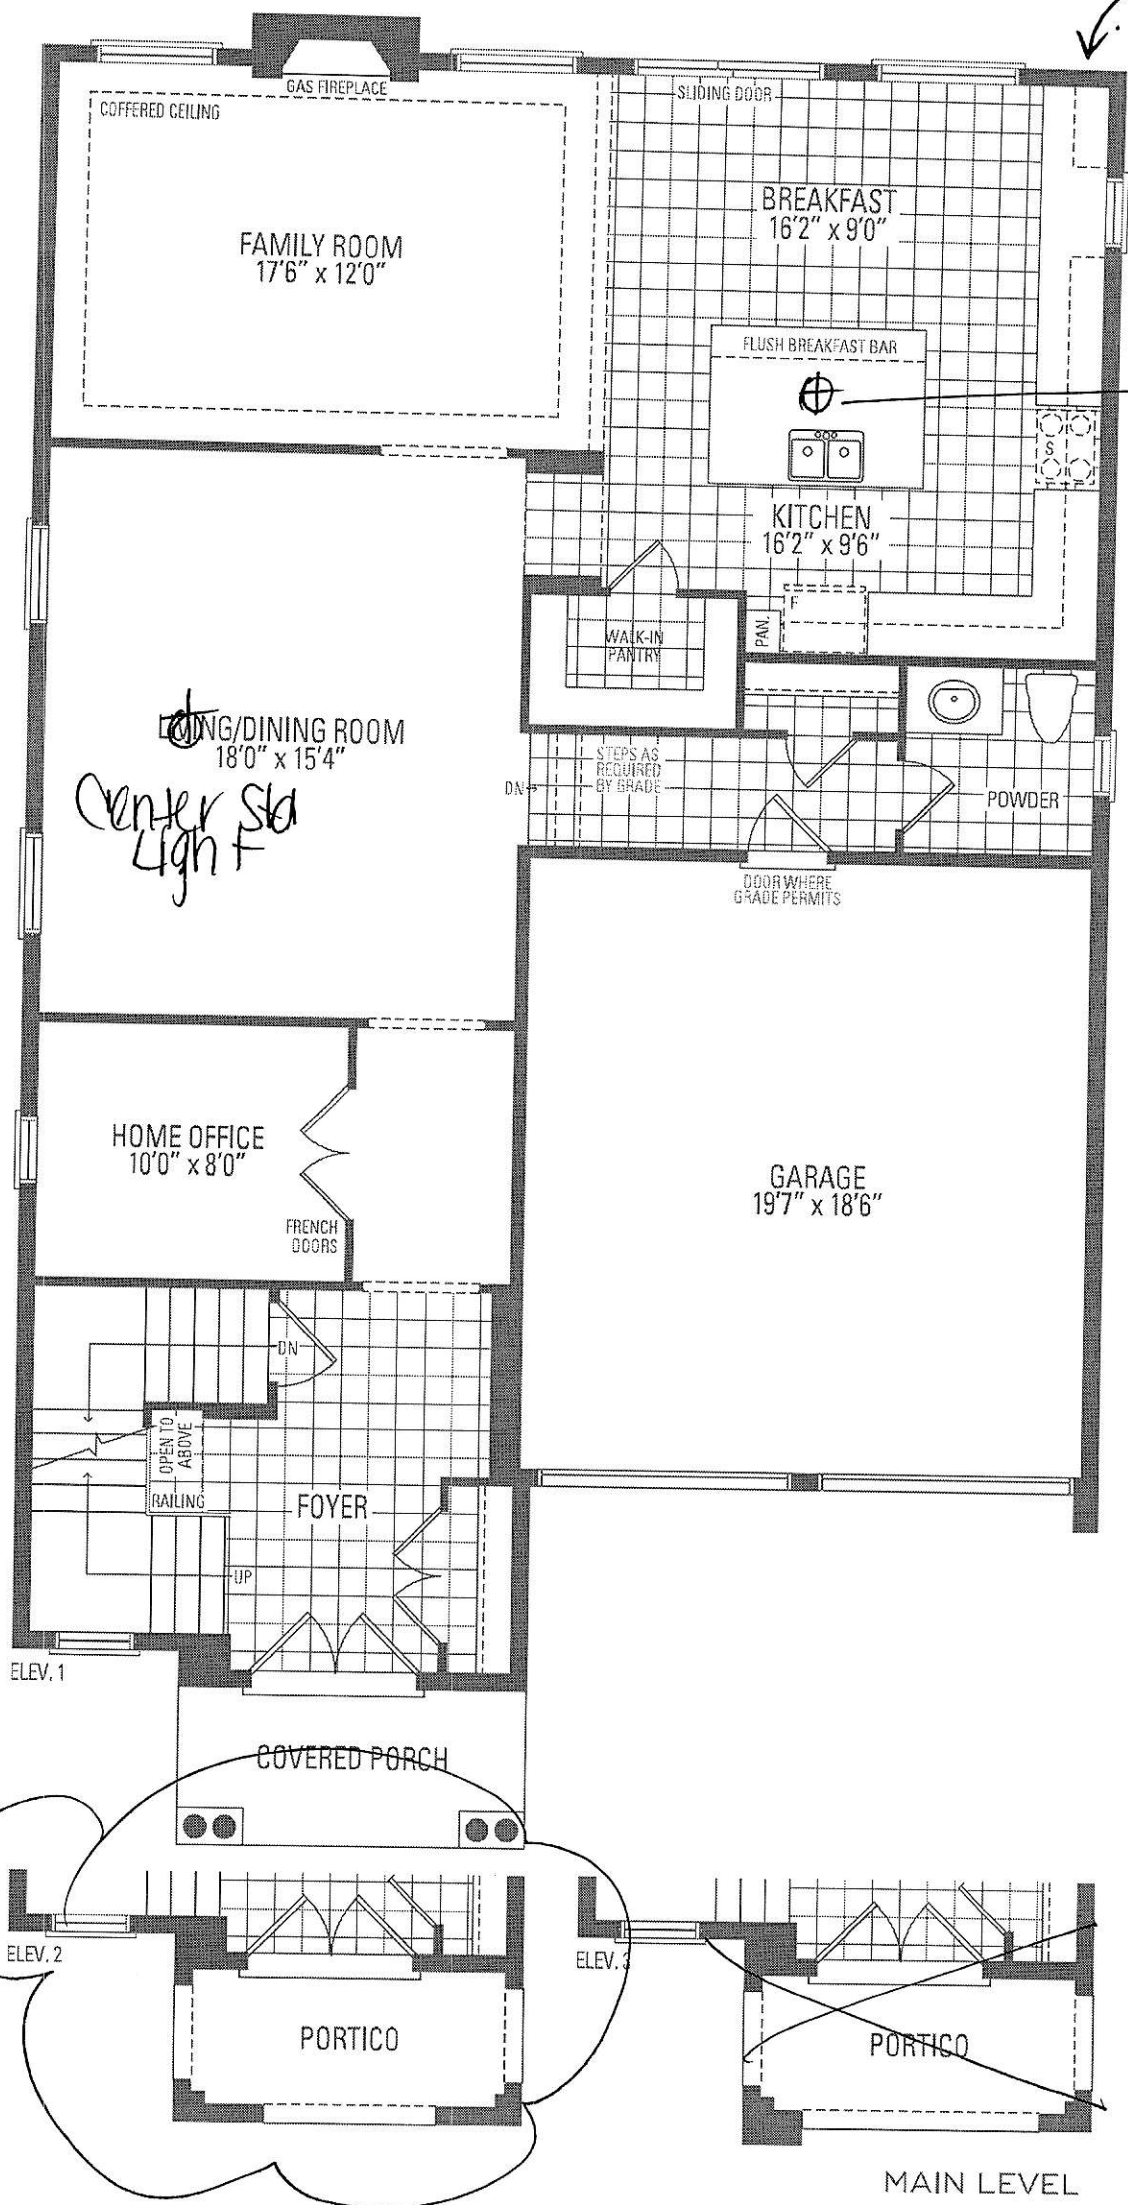 GAS FIREPLACE
COFFERED CEILING
SLIDING DOOR
FAMILY ROOM
17'6" x 12'0"
BREAKFAST
16'2" x 9'0"
FLUSH BREAKFAST BAR
S
KITCHEN
16'2" x 9'6"
F
PAN.
WALK-IN
PANTRY
LIVING/DINING ROOM
18'0" x 15'4"
Center Std
Light
STEPS AS
REQUIRED
BY GRADE
DN
POWDER
DOOR WHERE
GRADE PERMITS
HOME OFFICE
10'0" x 8'0"
FRENCH
DOORS
GARAGE
19'7" x 18'6"
DN
OPEN TO
ABOVE
RAILING
FOYER
UP
ELEV. 1
COVERED PORCH
ELEV. 2
PORTICO
ELEV. 3
PORTICO
MAIN LEVEL